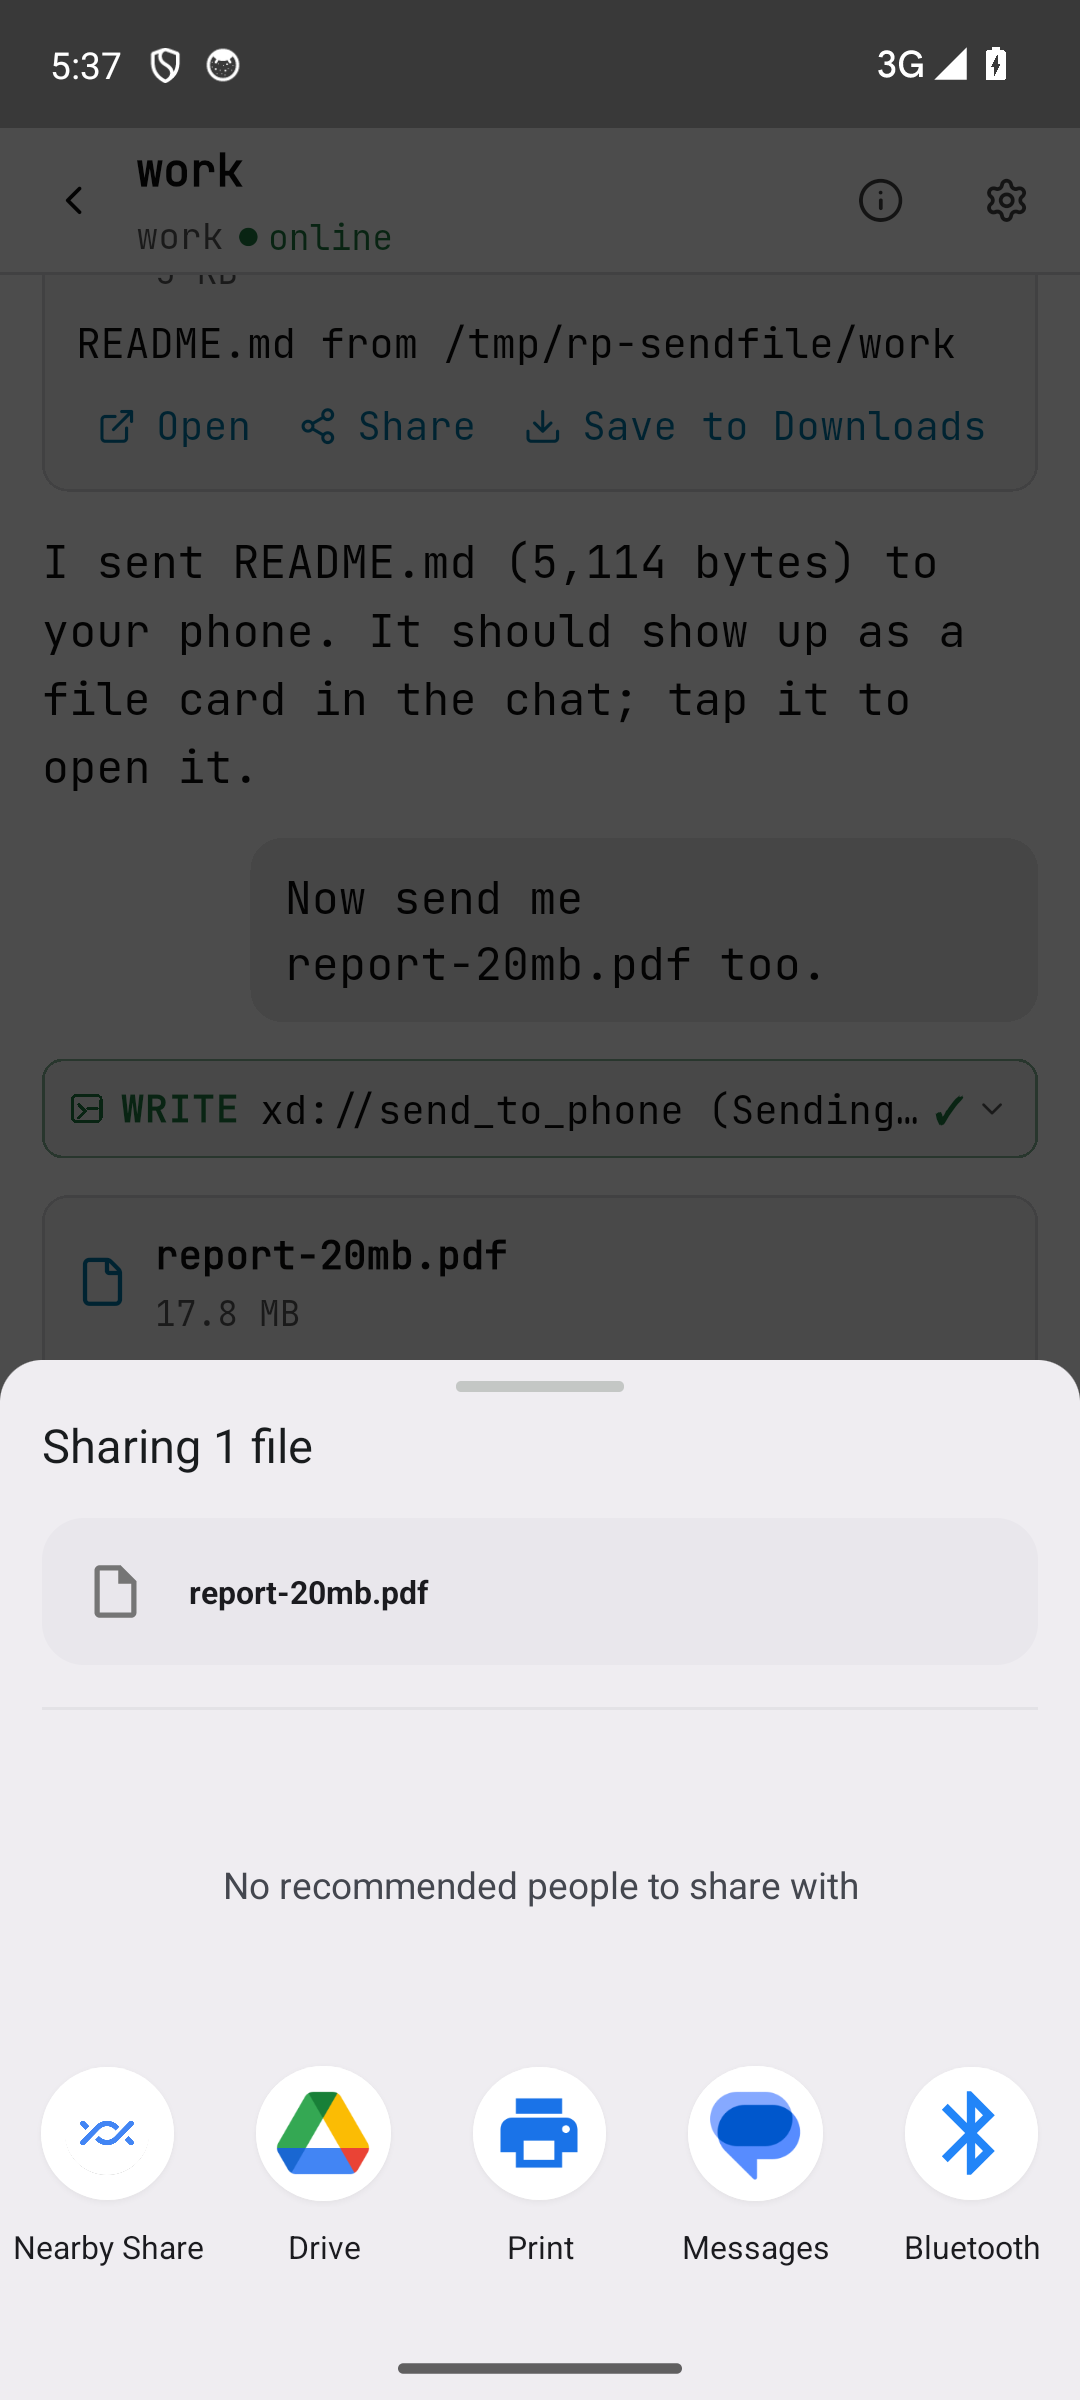 5:37
3G
work
work online
README.md from /tmp/rp-sendfile/work
Open Share Save to Downloads
I sent README.md (5,114 bytes) to
your phone. It should show up as a
file card in the chat; tap it to
open it.
Now send me
report-20mb.pdf too.
WRITE xd://send_to_phone (Sending… ✓
report-20mb.pdf
17.8 MB
Sharing 1 file
report-20mb.pdf
No recommended people to share with
Nearby Share
Drive
Print
Messages
Bluetooth